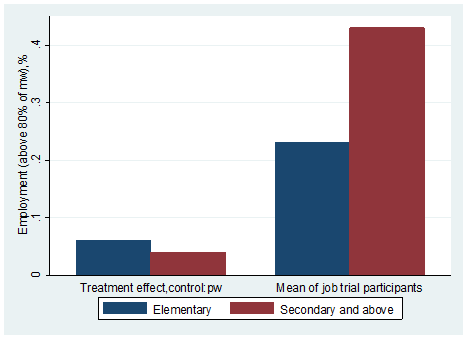 Employment (above 80% of mw),%
.4
.3
.2
.1
0
Treatment effect,control:pw
Mean of job trial participants
Elementary
Secondary and above